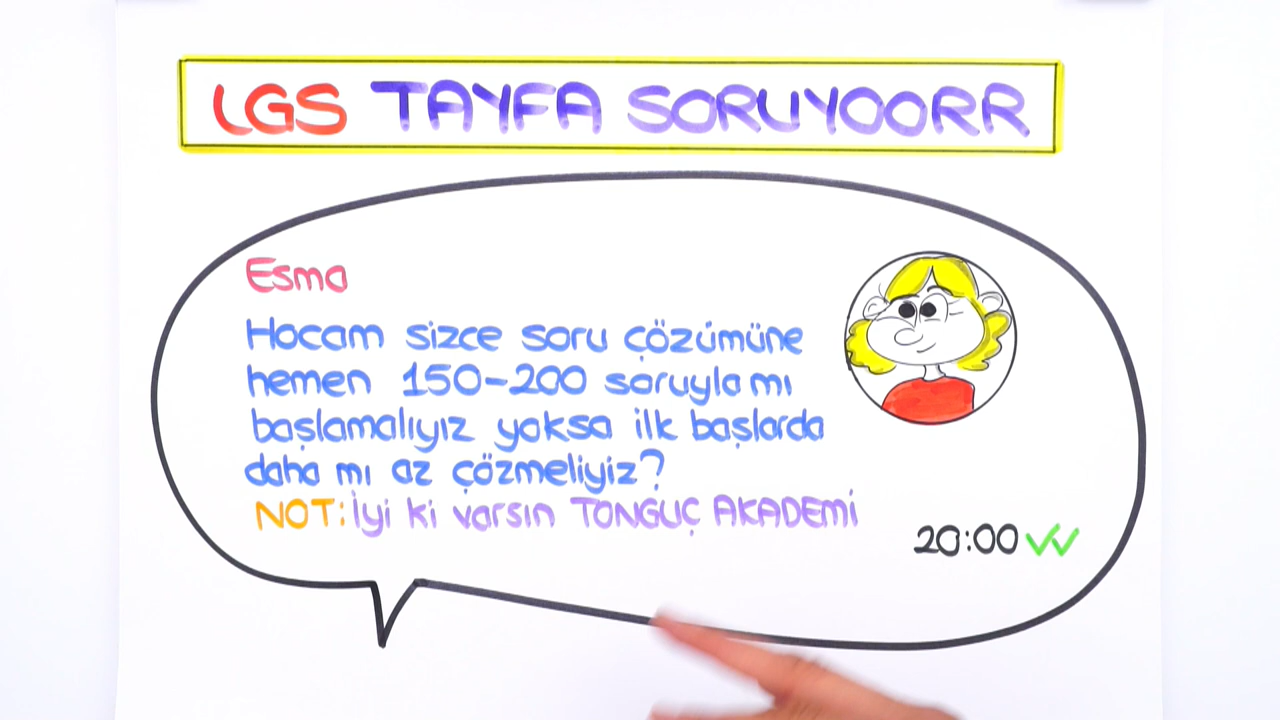 LGS TAYFA SORUYOORR
Esma
Hocam sizce soru çözümüne
hemen 150-200 soruyla mı
başlamalıyız yoksa ilk başlarda
daha mı az çözmeliyiz?
NOT: İyi ki varsın TONGUÇ AKADEMİ
20:00